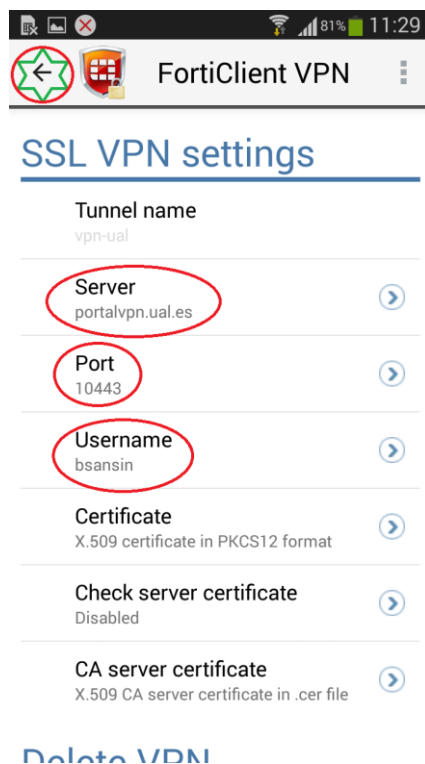 81% 11:29
FortiClient VPN
SSL VPN settings
Tunnel name
vpn-ual
Server
portalvpn.ual.es
Port
10443
Username
bsansin
Certificate
X.509 certificate in PKCS12 format
Check server certificate
Disabled
CA server certificate
X.509 CA server certificate in .cer file
Delete VPN